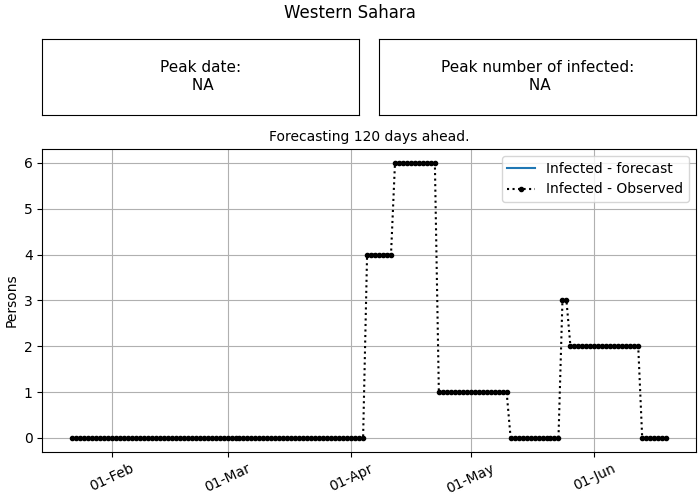 Western Sahara
Peak date:
NA
Peak number of infected:
NA
Forecasting 120 days ahead.
Infected - forecast
Infected - Observed
Persons
6
5
4
3
2
1
0
01-Feb
01-Mar
01-Apr
01-May
01-Jun